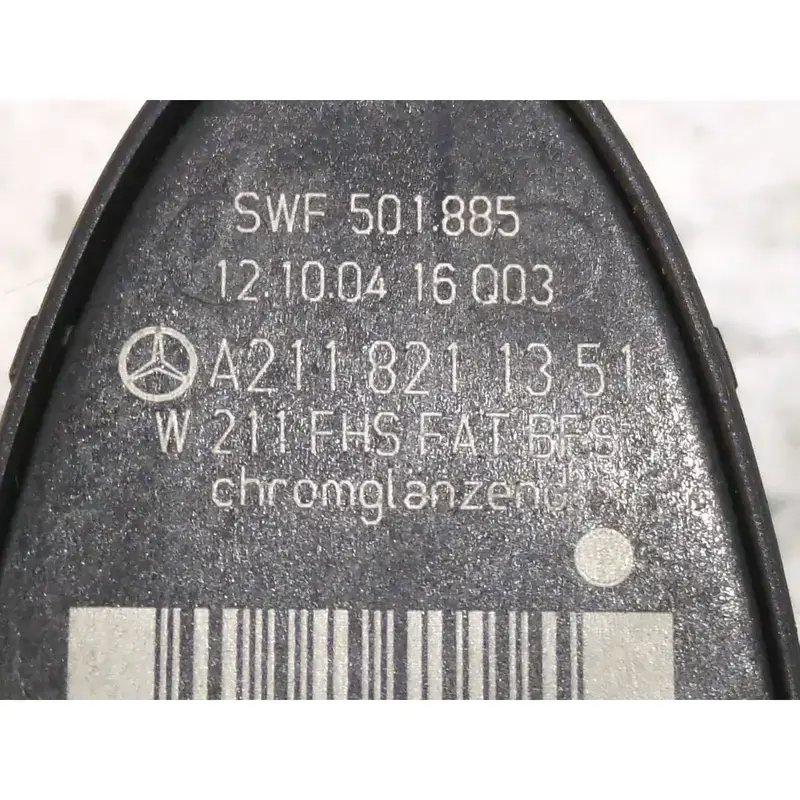 SWF 501.885
12.10.04 16 Q03
A211 821 13 51
W 211 FHS FAT BFS
chromglanzend